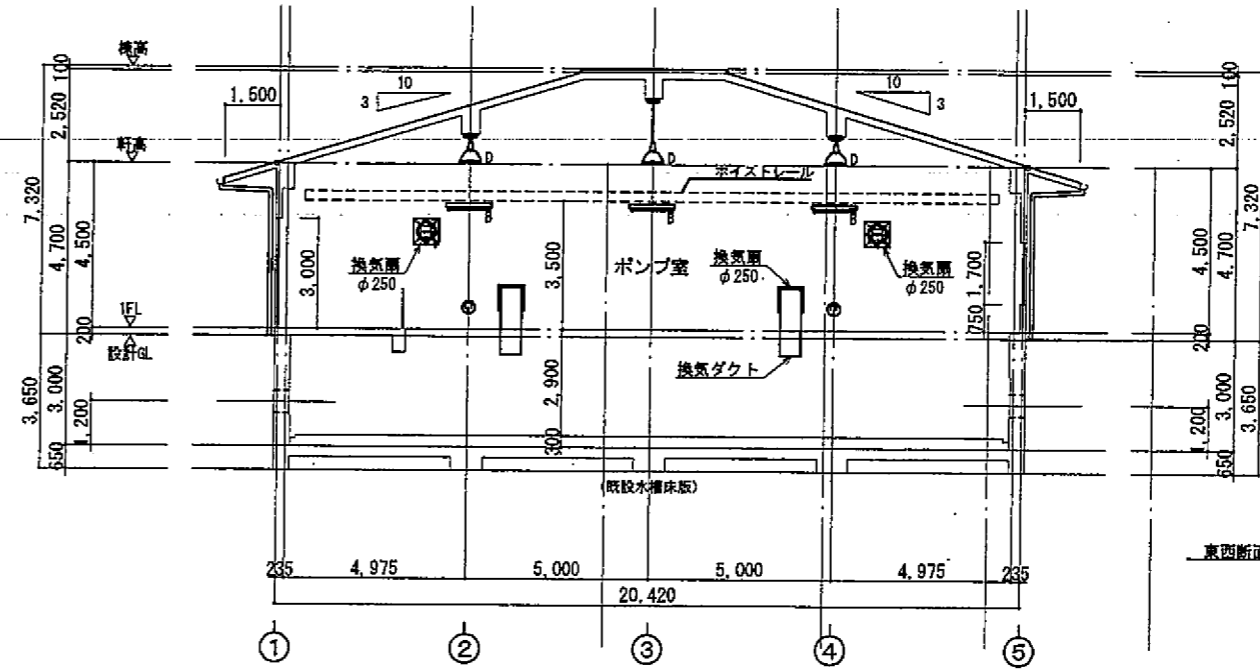 棟高
100
2,520
1,500
10
3
10
3
1,500
100
2,520
軒高
D
D
D
ホイストレール
B
B
B
7,320
4,700
4,500
3,000
換気扇
φ250
3,500
ポンプ室
換気扇
φ250
換気扇
φ250
1,700
750
4,500
4,700
7,320
1FL
200
設計GL
200
換気ダクト
3,650
3,000
1,200
650
2,900
300
1,200
3,000
3,650
650
(既設水槽床版)
東西断面
235
4,975
5,000
5,000
4,975
235
20,420
①
②
③
④
⑤